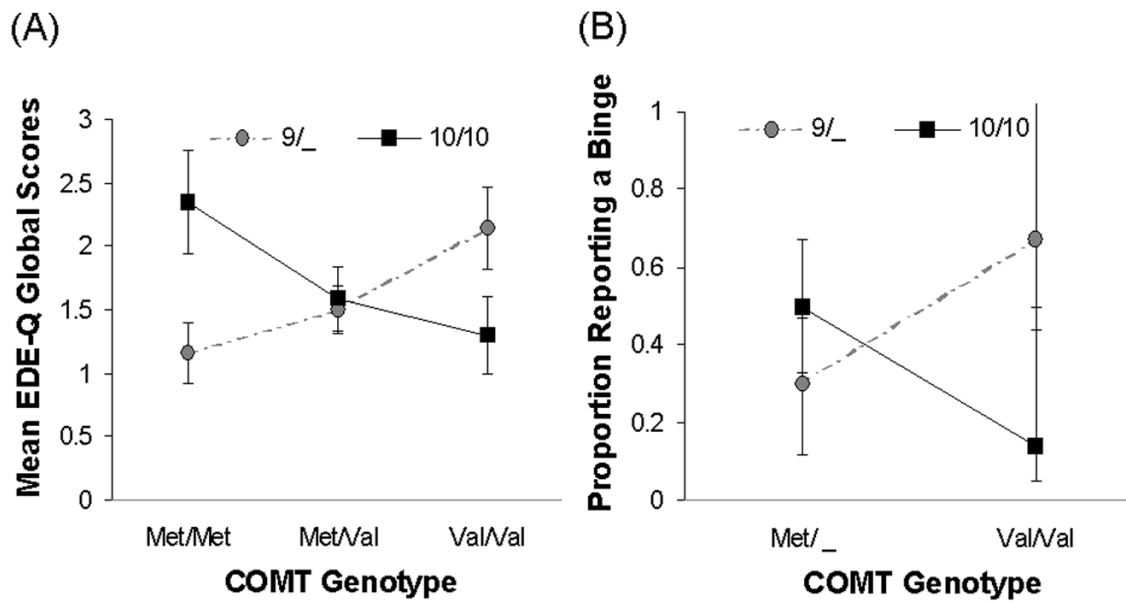 (A)
Mean EDE-Q Global Scores
3
2.5
2
1.5
1
0.5
0
9/_
10/10
Met/Met
Met/Val
Val/Val
COMT Genotype
(B)
Proportion Reporting a Binge
1
0.8
0.6
0.4
0.2
0
9/_
10/10
Met/_
Val/Val
COMT Genotype